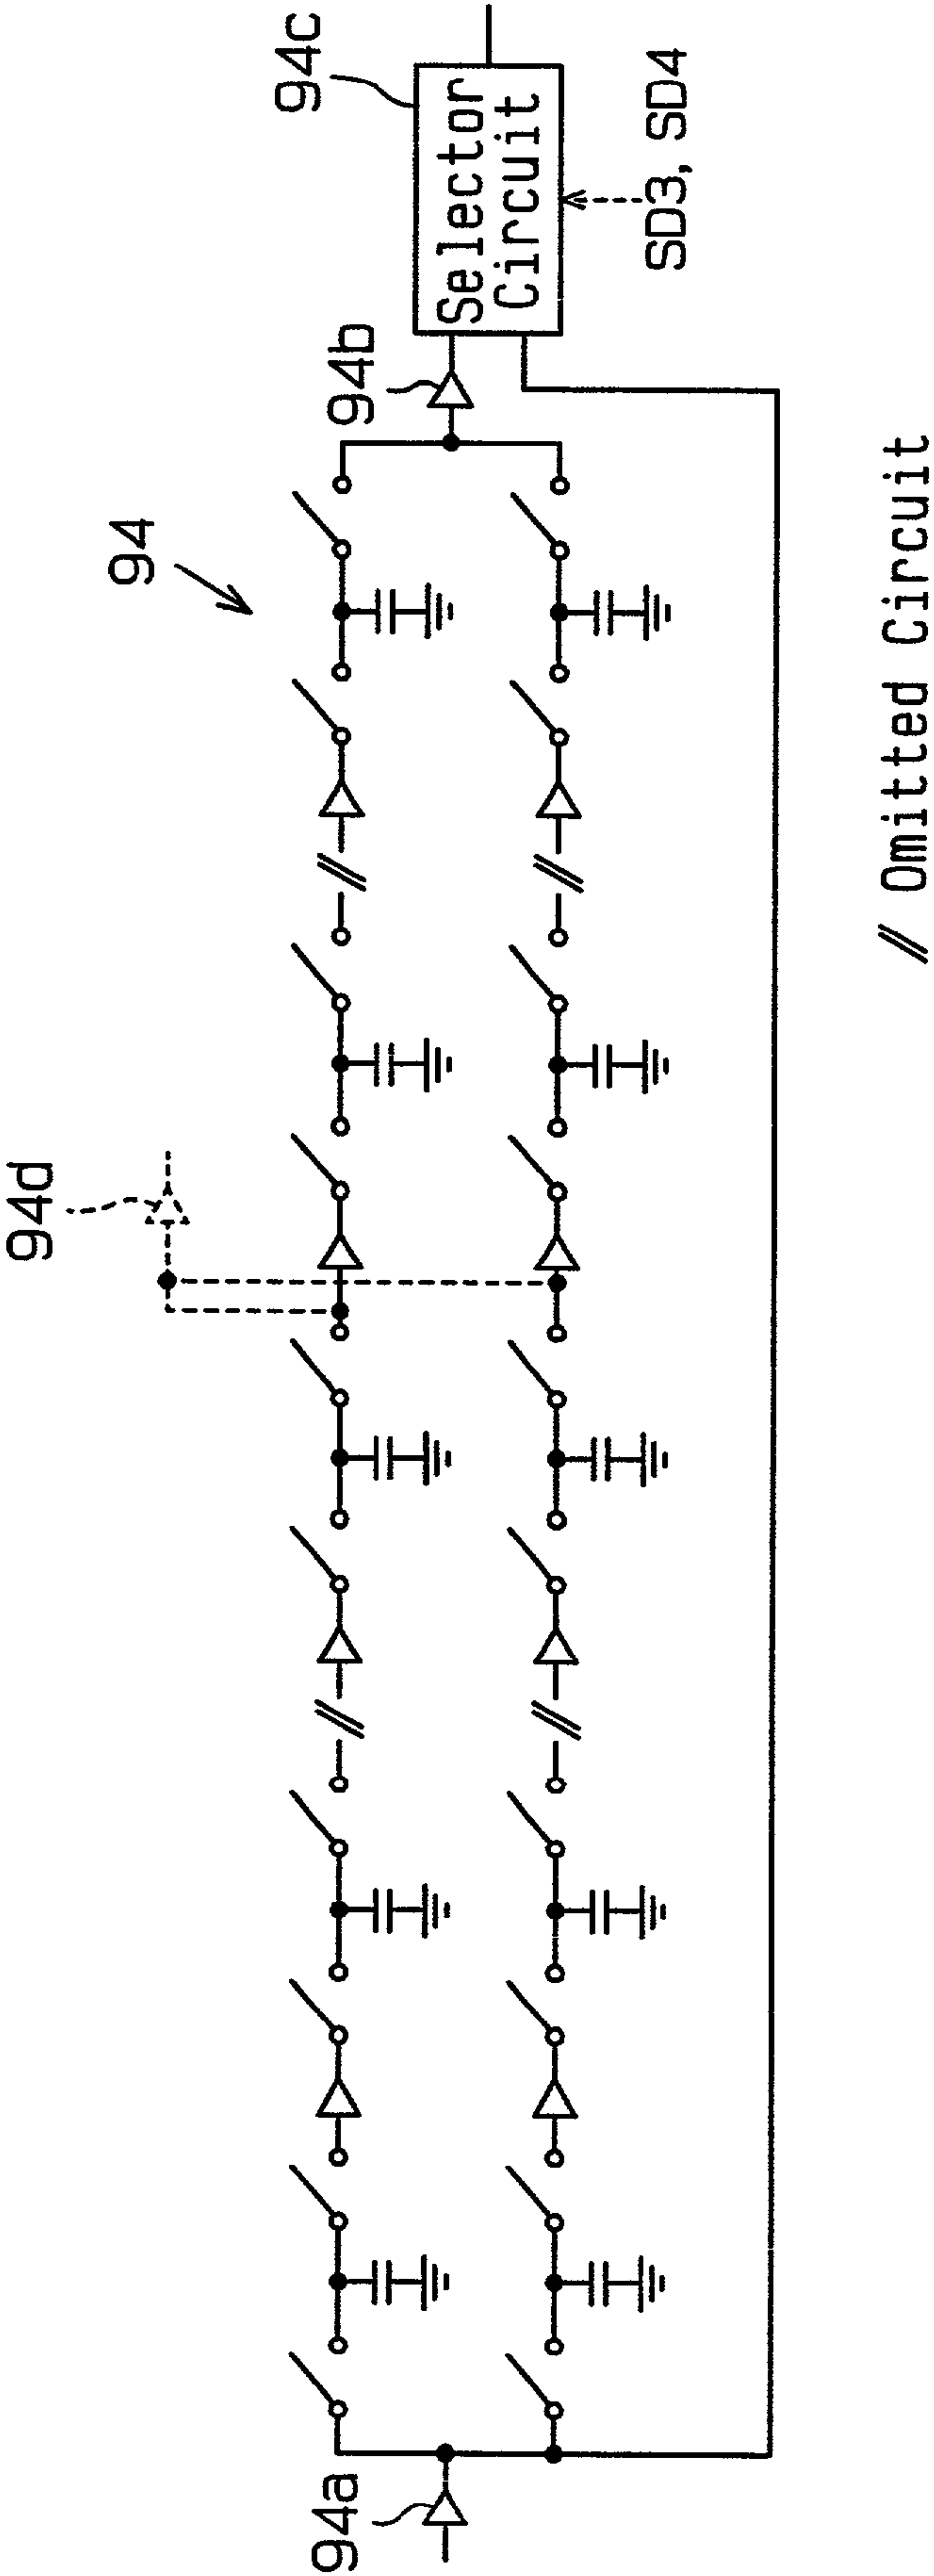 94
94a
94d
94b
94c
Selector
Circuit
SD3, SD4
// Omitted Circuit